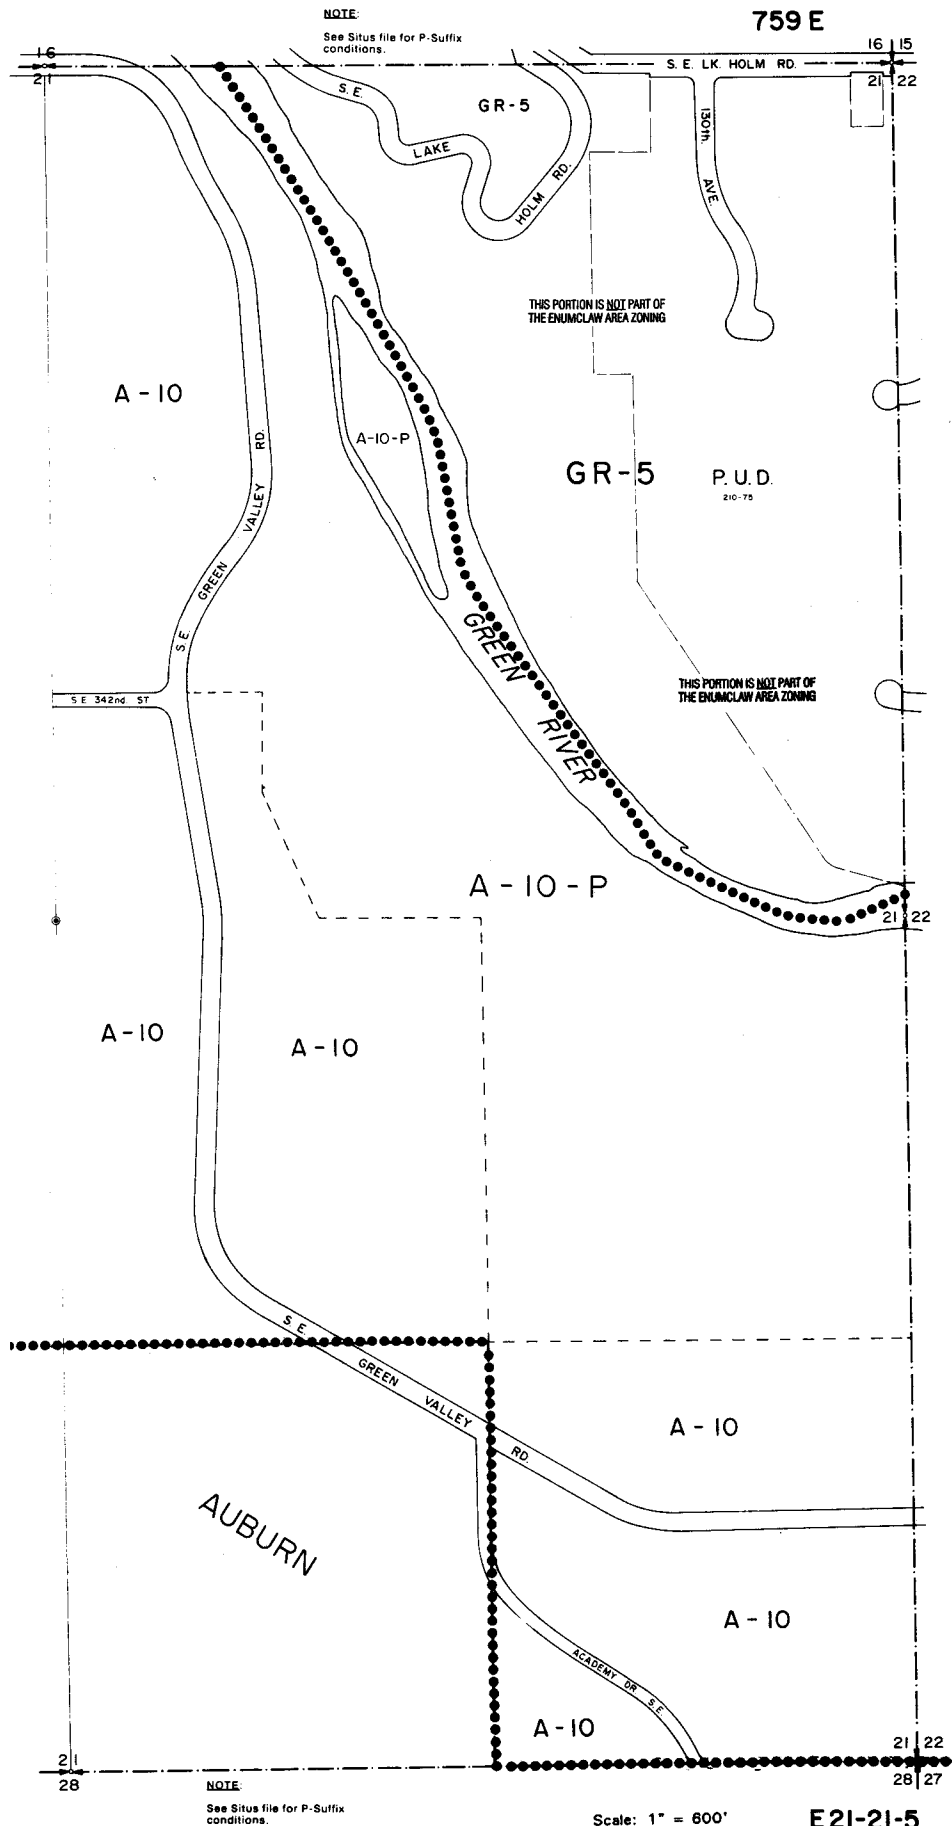 NOTE:
759 E
See Situs file for P-Suffix
conditions.
16
16 15
S. E. LK. HOLM RD.
21
21 22
S. E.
GR-5
LAKE
HOLM RD.
130th.
AVE.
THIS PORTION IS NOT PART OF
THE ENUMCLAW AREA ZONING
A-10
A-10-P
RD.
VALLEY
GREEN
S.E.
GR-5
P.U.D.
210-75
GREEN
RIVER
THIS PORTION IS NOT PART OF
THE ENUMCLAW AREA ZONING
S E 342nd. ST
A-10-P
21 22
A-10
A-10
S. E.
GREEN
VALLEY
RD.
A-10
AUBURN
A-10
ACADEMY DR S.E.
A-10
21 22
21
28
28 27
NOTE:
See Situs file for P-Suffix
conditions.
Scale: 1" = 600'
E21-21-5